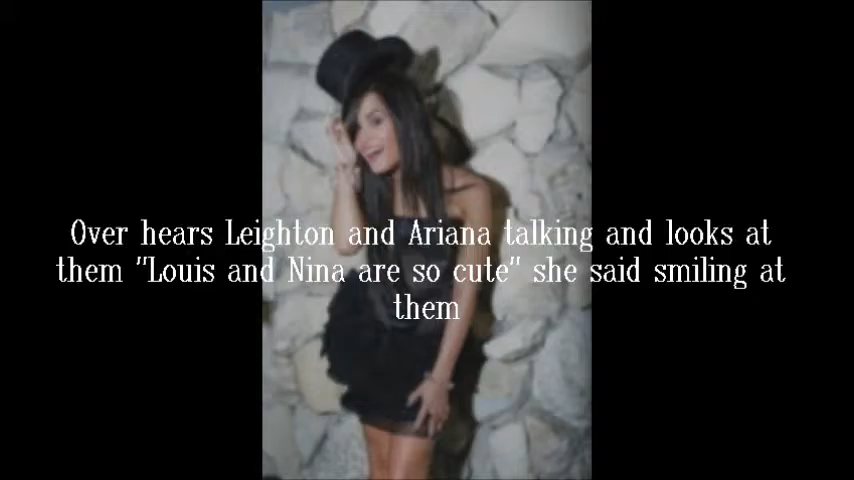 Over hears Leighton and Ariana talking and looks at
them "Louis and Nina are so cute" she said smiling at
them